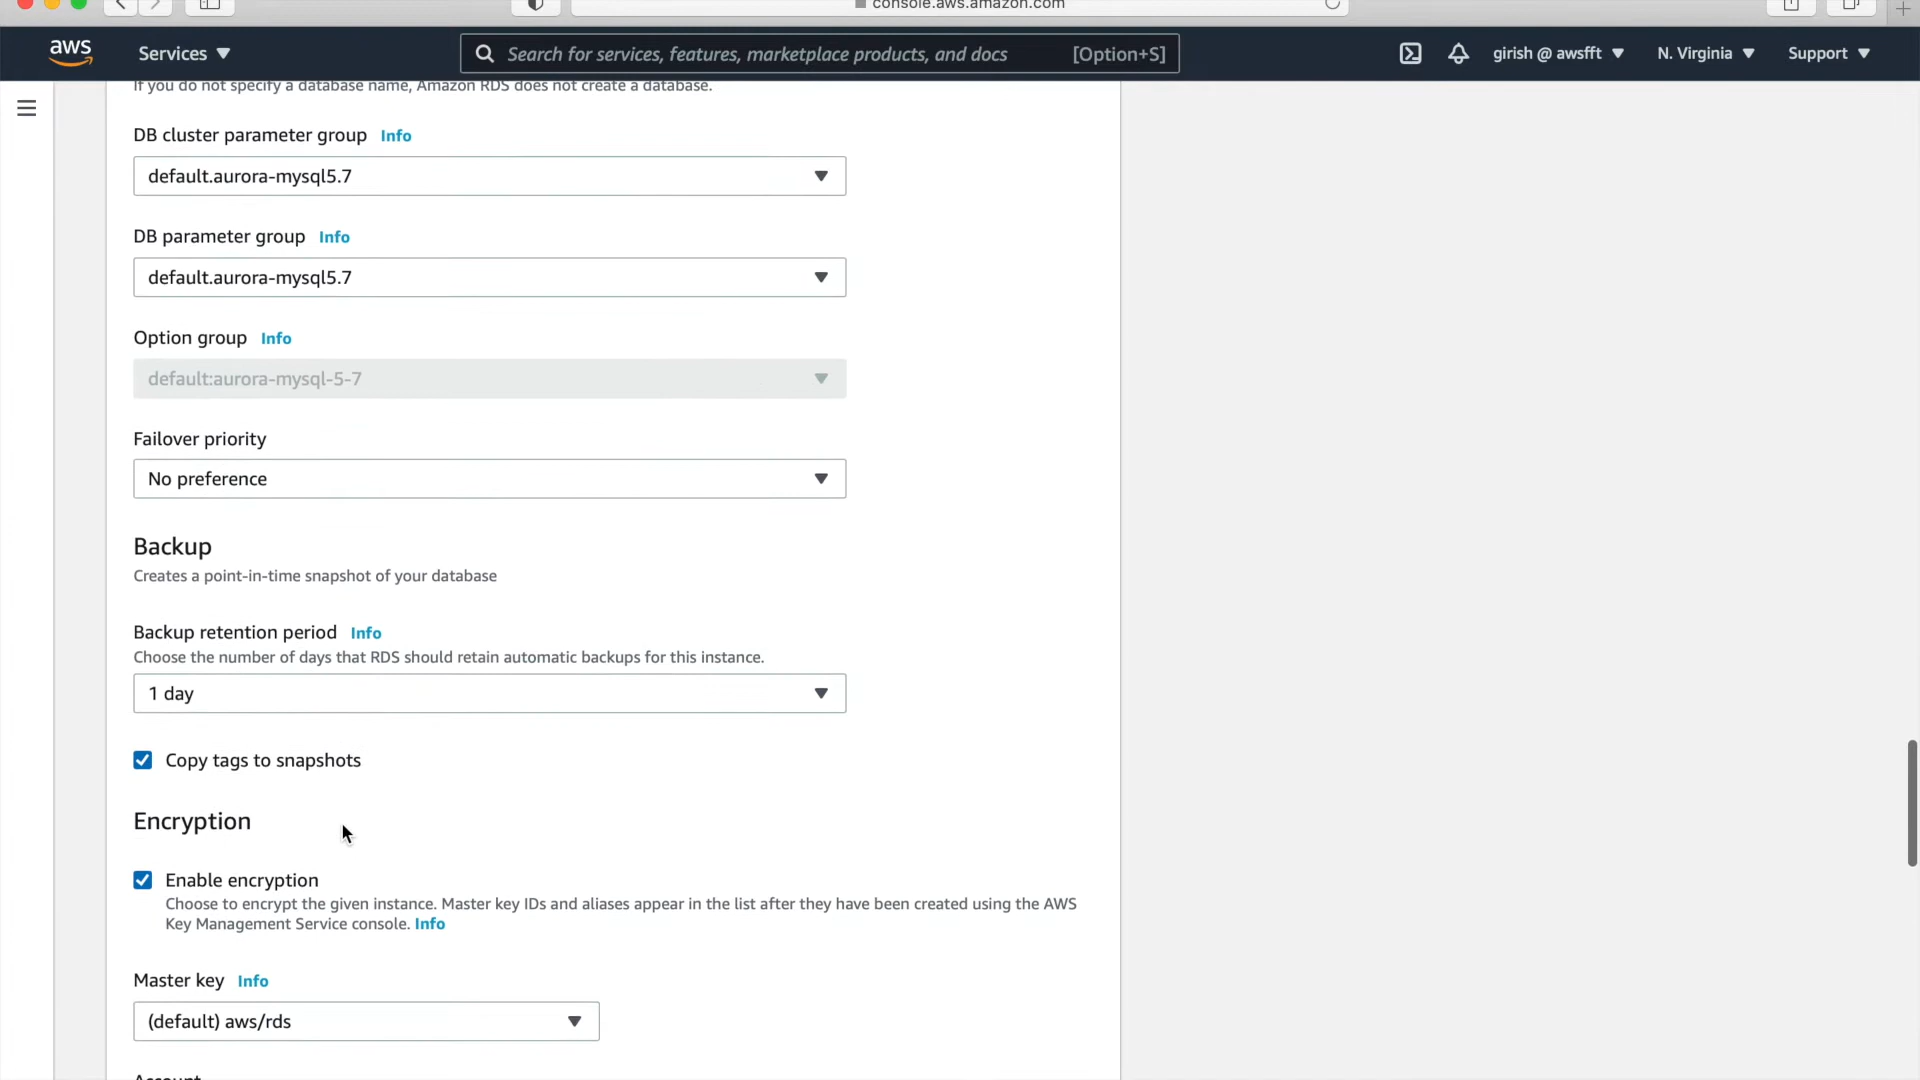 console.aws.amazon.com
aws
Services
Search for services, features, marketplace products, and docs
[Option+S]
girish @ awsfft
N. Virginia
Support
If you do not specify a database name, Amazon RDS does not create a database.
DB cluster parameter group Info
default.aurora-mysql5.7
DB parameter group Info
default.aurora-mysql5.7
Option group Info
default:aurora-mysql-5-7
Failover priority
No preference
Backup
Creates a point-in-time snapshot of your database
Backup retention period Info
Choose the number of days that RDS should retain automatic backups for this instance.
1 day
Copy tags to snapshots
Encryption
Enable encryption
Choose to encrypt the given instance. Master key IDs and aliases appear in the list after they have been created using the AWS
Key Management Service console. Info
Master key Info
(default) aws/rds
Account